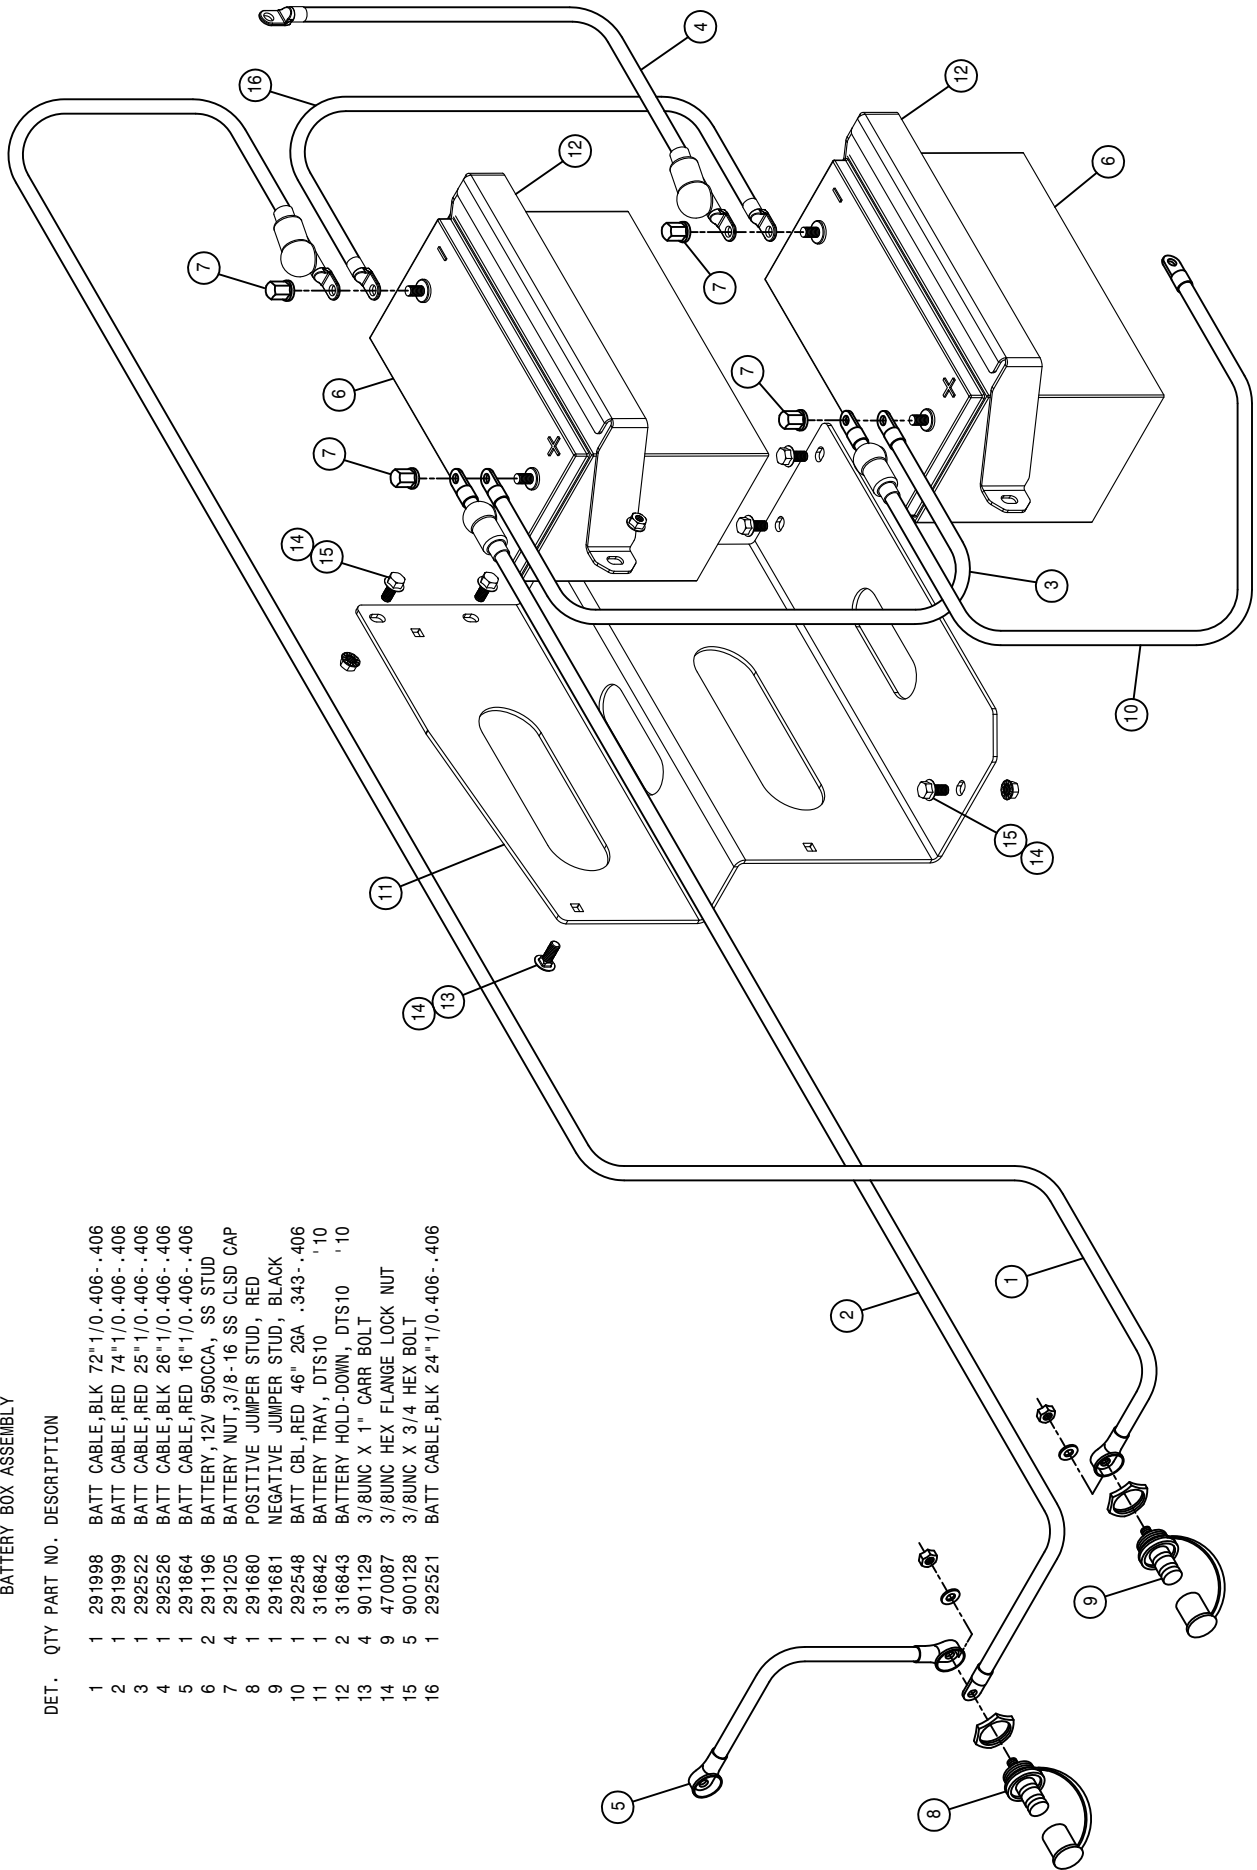 BATTERY BOX ASSEMBLY
DET. QTY PART NO. DESCRIPTION
1 1 291998 BATT CABLE,BLK 72"1/0.406-.406
2 1 291999 BATT CABLE,RED 74"1/0.406-.406
3 1 292522 BATT CABLE,RED 25"1/0.406-.406
4 1 292526 BATT CABLE,BLK 26"1/0.406-.406
5 1 291864 BATT CABLE,RED 16"1/0.406-.406
6 2 291196 BATTERY,12V 950CCA, SS STUD
7 4 291205 BATTERY NUT,3/8-16 SS CLSD CAP
8 1 291680 POSITIVE JUMPER STUD, RED
9 1 291681 NEGATIVE JUMPER STUD, BLACK
10 1 292548 BATT CBL,RED 46" 2GA .343-.406
11 1 316842 BATTERY TRAY, DTS10 '10
12 2 316843 BATTERY HOLD-DOWN, DTS10 '10
13 4 901129 3/8UNC X 1" CARR BOLT
14 9 470087 3/8UNC HEX FLANGE LOCK NUT
15 5 900128 3/8UNC X 3/4 HEX BOLT
16 1 292521 BATT CABLE,BLK 24"1/0.406-.406
4
16
12
12
7
6
6
7
7
7
14
15
3
10
11
15
14
14
13
1
2
9
5
8
+
-
+
-